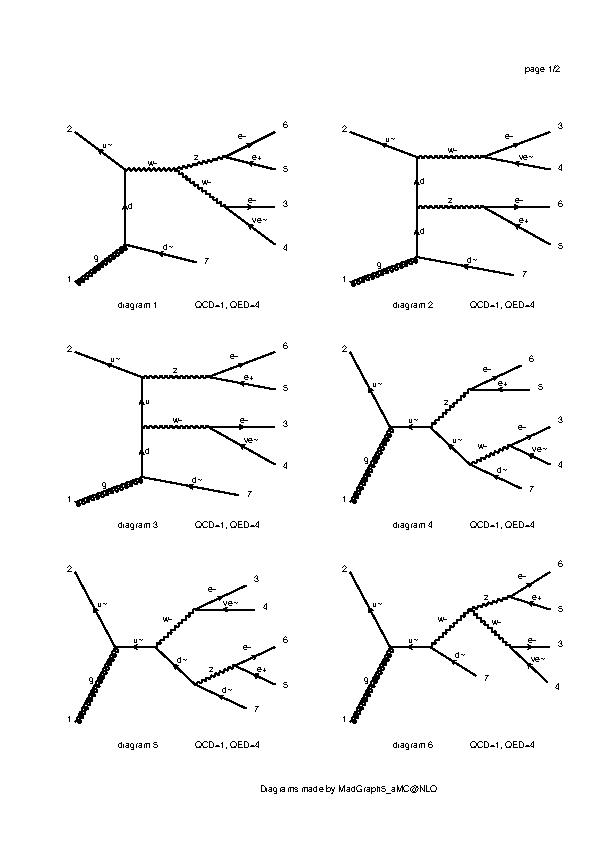 page 1/2
2 u~ w- z e- 6
e+ 5
w- e- 3
ve~ 4
d
g d~ 7
1
diagram 1 QCD=1, QED=4
2 u~ w- e- 3
ve~ 4
d
z e- 6
e+ 5
d
g d~ 7
1
diagram 2 QCD=1, QED=4
2 u~ z e- 6
e+ 5
u
w- e- 3
ve~ 4
d
g d~ 7
1
diagram 3 QCD=1, QED=4
2 u~ e- 6
z e+ 5
u~ u~ w- e- 3
ve~ 4
g d~ 7
1
diagram 4 QCD=1, QED=4
2 u~ e- 3
w- ve~ 4
u~ d~ z e- 6
e+ 5
g d~ 7
1
diagram 5 QCD=1, QED=4
2 u~ z e- 6
e+ 5
w- w- e- 3
u~ ve~ 4
g d~ 7
1
diagram 6 QCD=1, QED=4
Diagrams made by MadGraph5_aMC@NLO